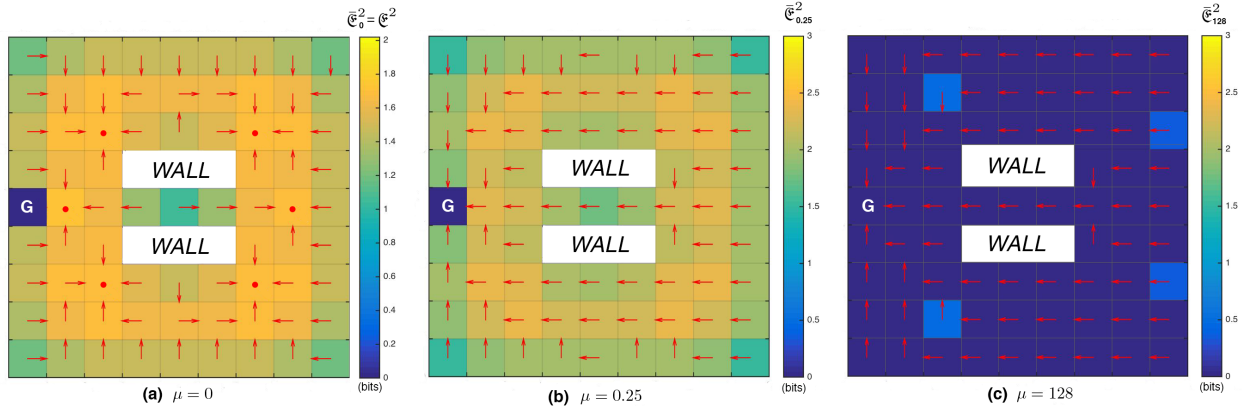 𝕰̄²₀ = 𝕰²
2
1.8
1.6
1.4
1.2
1
0.8
0.6
0.4
0.2
0
(bits)
WALL
G
WALL
(a) μ = 0
𝕰̄²₀.₂₅
3
2.5
2
1.5
1
0.5
0
(bits)
WALL
G
WALL
(b) μ = 0.25
𝕰̄²₁₂₈
3
2.5
2
1.5
1
0.5
0
(bits)
WALL
G
WALL
(c) μ = 128